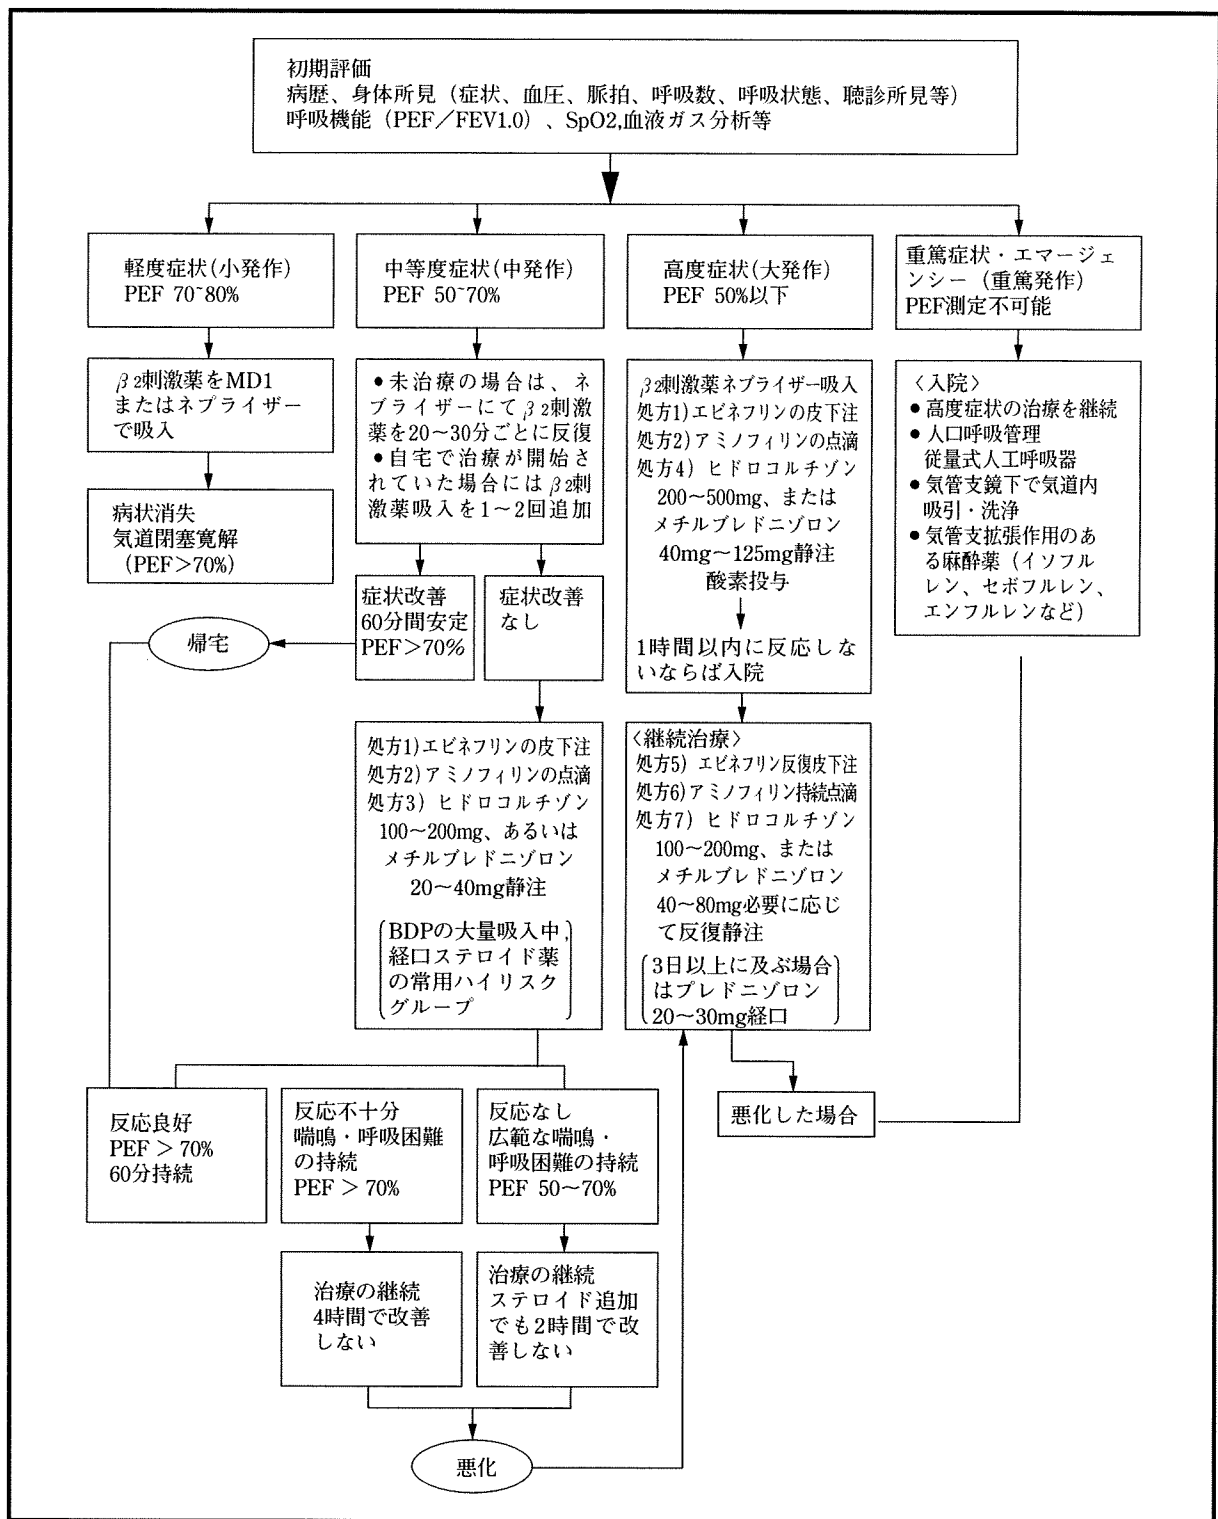 初期評価
病歴、身体所見（症状、血圧、脈拍、呼吸数、呼吸状態、聴診所見等）
呼吸機能（PEF／FEV1.0）、SpO2,血液ガス分析等
軽度症状(小発作)
PEF 70~80%
中等度症状(中発作)
PEF 50~70%
高度症状(大発作)
PEF 50%以下
重篤症状・エマージェ
ンシー（重篤発作）
PEF測定不可能
β2刺激薬をMD1
またはネプライザー
で吸入
病状消失
気道閉塞寛解
(PEF＞70%)
●未治療の場合は、ネ
ブライザーにてβ2刺激
薬を20〜30分ごとに反復
●自宅で治療が開始さ
れていた場合にはβ2刺
激薬吸入を1〜2回追加
β2刺激薬ネブライザー吸入
処方1)エピネフリンの皮下注
処方2)アミノフィリンの点滴
処方4）ヒドロコルチゾン
200〜500mg、または
メチルプレドニゾロン
40mg〜125mg静注
酸素投与
1時間以内に反応しな
いならば入院
〈入院〉
●高度症状の治療を継続
●人口呼吸管理
従量式人工呼吸器
●気管支鏡下で気道内
吸引・洗浄
●気管支拡張作用のあ
る麻酔薬（イソフル
レン、セボフルレン、
エンフルレンなど）
症状改善
60分間安定
PEF＞70%
症状改善
なし
帰宅
処方1)エピネフリンの皮下注
処方2)アミノフィリンの点滴
処方3）ヒドロコルチゾン
100〜200mg、あるいは
メチルプレドニゾロン
20〜40mg静注
BDPの大量吸入中,
経口ステロイド薬
の常用ハイリスク
グループ
〈継続治療〉
処方5）エピネフリン反復皮下注
処方6)アミノフィリン持続点滴
処方7）ヒドロコルチゾン
100〜200mg、または
メチルプレドニゾロン
40〜80mg必要に応じ
て反復静注
3日以上に及ぶ場合
はプレドニゾロン
20〜30mg経口
反応良好
PEF＞70%
60分持続
反応不十分
喘鳴・呼吸困難
の持続
PEF＞70%
反応なし
広範な喘鳴・
呼吸困難の持続
PEF 50〜70%
悪化した場合
治療の継続
4時間で改善
しない
治療の継続
ステロイド追加
でも2時間で改
善しない
悪化